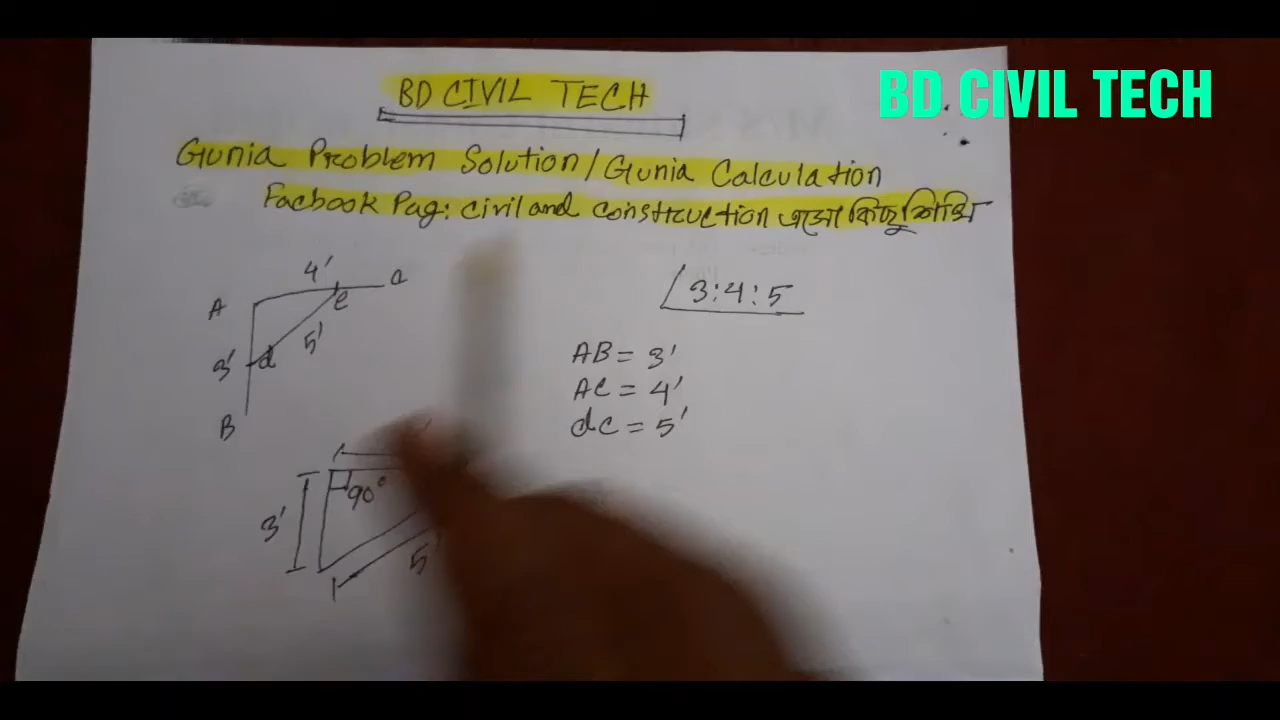 BD CIVIL TECH
BD CIVIL TECH
Gunia Problem Solution/Gunia Calculation
Facbook Pag: civil and construction এসো কিছু শিখি
4'
A
e
a
3'
d
5'
B
3:4:5
AB = 3'
AC = 4'
dC = 5'
90°
3'
5'